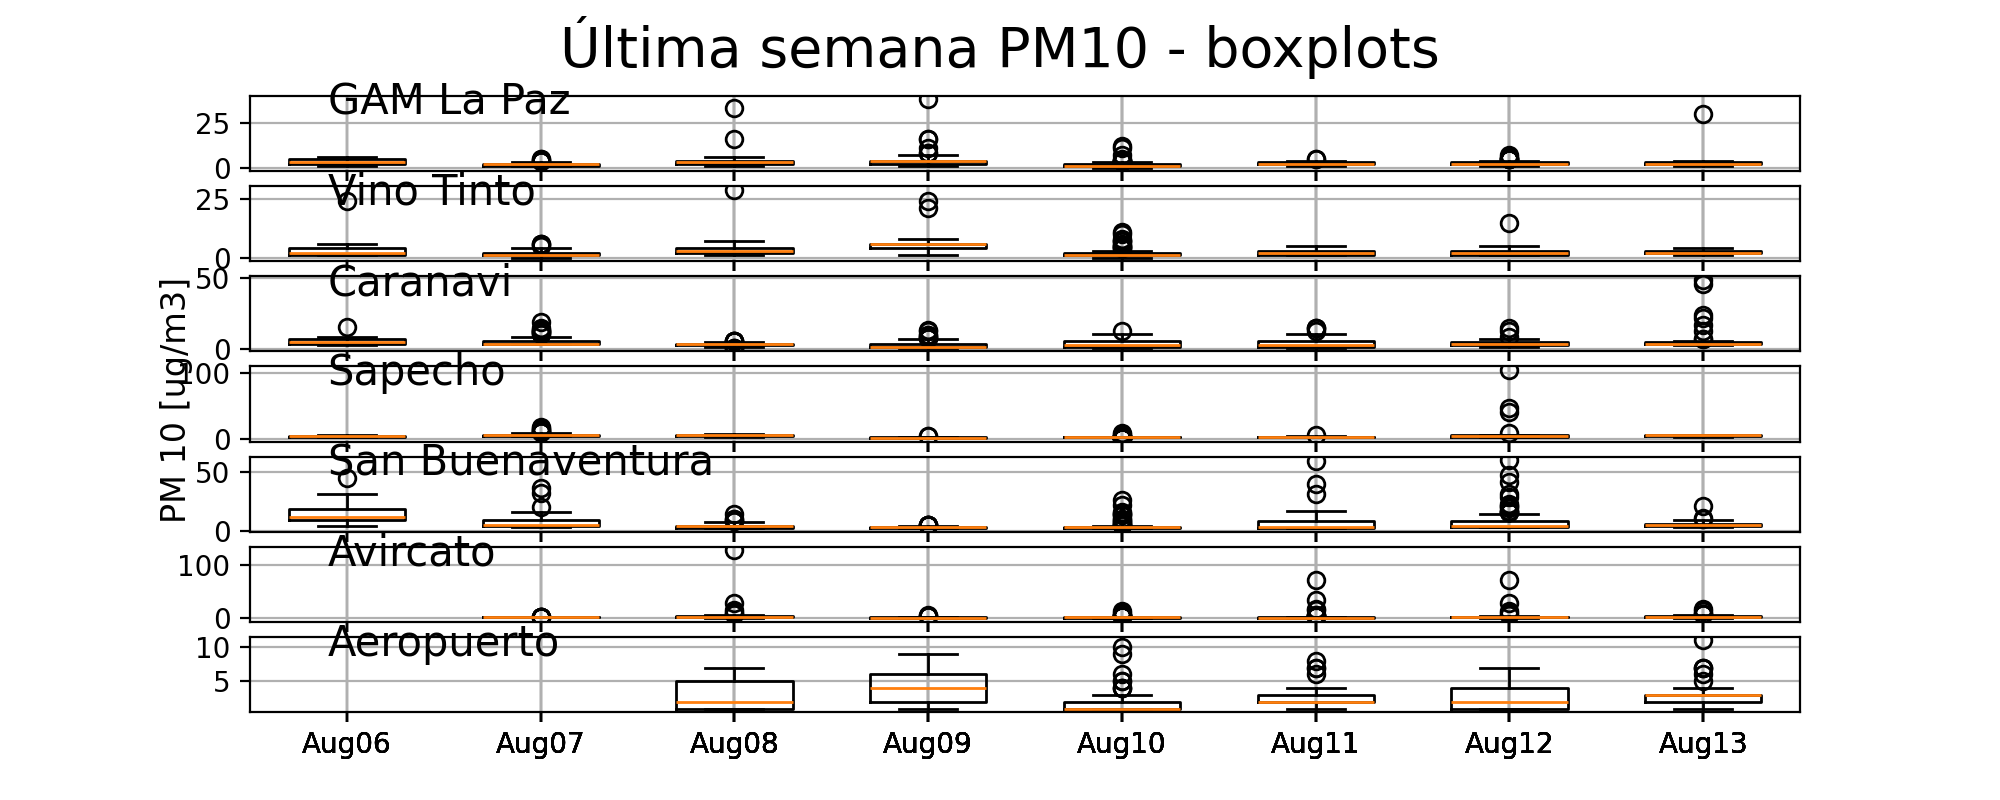 Última semana PM10 - boxplots
GAM La Paz
25
0
Vino Tinto
25
0
Caranavi
50
0
Sapecho
100
0
San Buenaventura
50
0
Avircato
100
0
Aeropuerto
10
5
PM 10 [ug/m3]
Aug06 Aug07 Aug08 Aug09 Aug10 Aug11 Aug12 Aug13